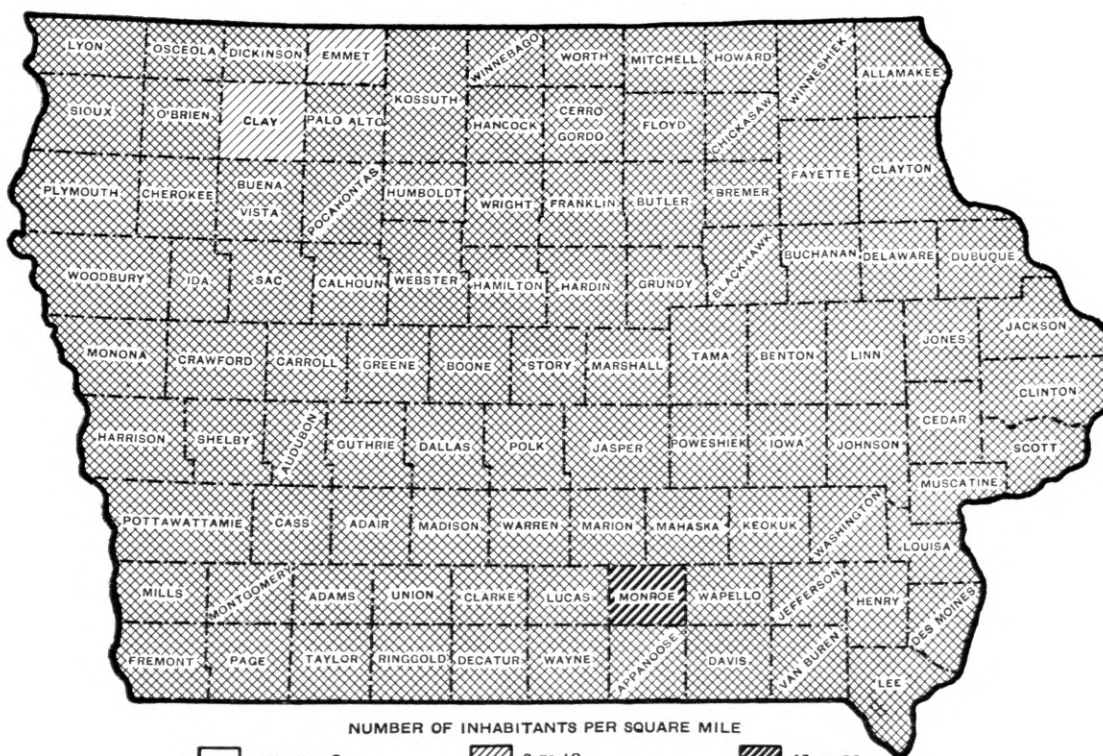 LYON OSCEOLA DICKINSON EMMET WINNEBAGO WORTH MITCHELL HOWARD WINNESHIEK ALLAMAKEE
KOSSUTH
SIOUX O'BRIEN CLAY PALO ALTO HANCOCK CERRO GORDO FLOYD CHICKASAW
PLYMOUTH CHEROKEE BUENA VISTA POCAHONTAS HUMBOLDT WRIGHT FRANKLIN BUTLER BREMER FAYETTE CLAYTON
WOODBURY IDA SAC CALHOUN WEBSTER HAMILTON HARDIN GRUNDY BLACKHAWK BUCHANAN DELAWARE DUBUQUE
MONONA CRAWFORD CARROLL GREENE BOONE STORY MARSHALL TAMA BENTON LINN JONES JACKSON
CLINTON
HARRISON SHELBY AUDUBON GUTHRIE DALLAS POLK JASPER POWESHIEK IOWA JOHNSON CEDAR SCOTT
MUSCATINE
POTTAWATTAMIE CASS ADAIR MADISON WARREN MARION MAHASKA KEOKUK WASHINGTON LOUISA
MILLS MONTGOMERY ADAMS UNION CLARKE LUCAS MONROE WAPELLO JEFFERSON HENRY DES MOINES
FREMONT PAGE TAYLOR RINGGOLD DECATUR WAYNE APPANOOSE DAVIS VAN BUREN LEE
NUMBER OF INHABITANTS PER SQUARE MILE